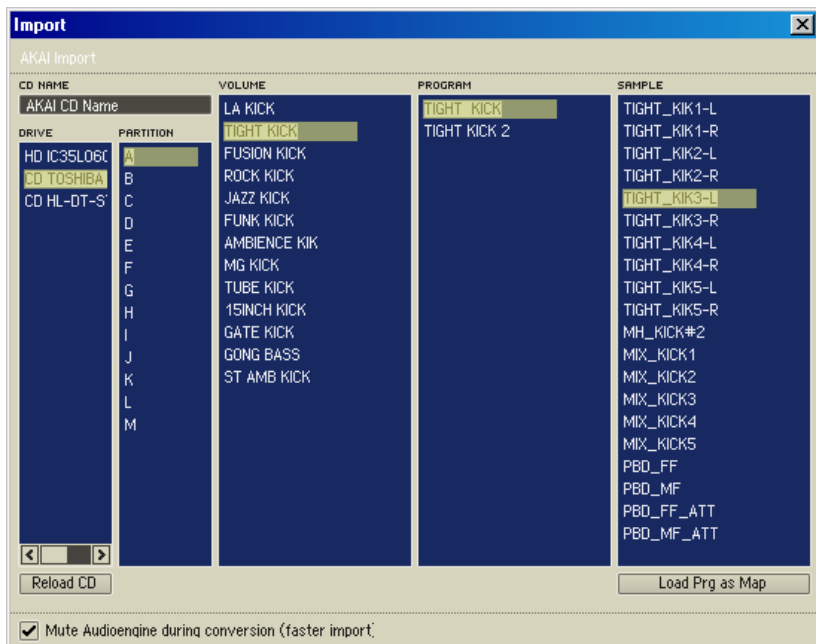 Import
AKAI Import
CD NAME
AKAI CD Name
DRIVE
HD IC35L060
CD TOSHIBA
CD HL-DT-S
Reload CD
PARTITION
A
B
C
D
E
F
G
H
I
J
K
L
M
VOLUME
LA KICK
TIGHT KICK
FUSION KICK
ROCK KICK
JAZZ KICK
FUNK KICK
AMBIENCE KIK
MG KICK
TUBE KICK
15INCH KICK
GATE KICK
GONG BASS
ST AMB KICK
PROGRAM
TIGHT KICK
TIGHT KICK 2
SAMPLE
TIGHT_KIK1-L
TIGHT_KIK1-R
TIGHT_KIK2-L
TIGHT_KIK2-R
TIGHT_KIK3-L
TIGHT_KIK3-R
TIGHT_KIK4-L
TIGHT_KIK4-R
TIGHT_KIK5-L
TIGHT_KIK5-R
MH_KICK#2
MIX_KICK1
MIX_KICK2
MIX_KICK3
MIX_KICK4
MIX_KICK5
PBD_FF
PBD_MF
PBD_FF_ATT
PBD_MF_ATT
Load Prg as Map
Mute Audioengine during conversion (faster import)